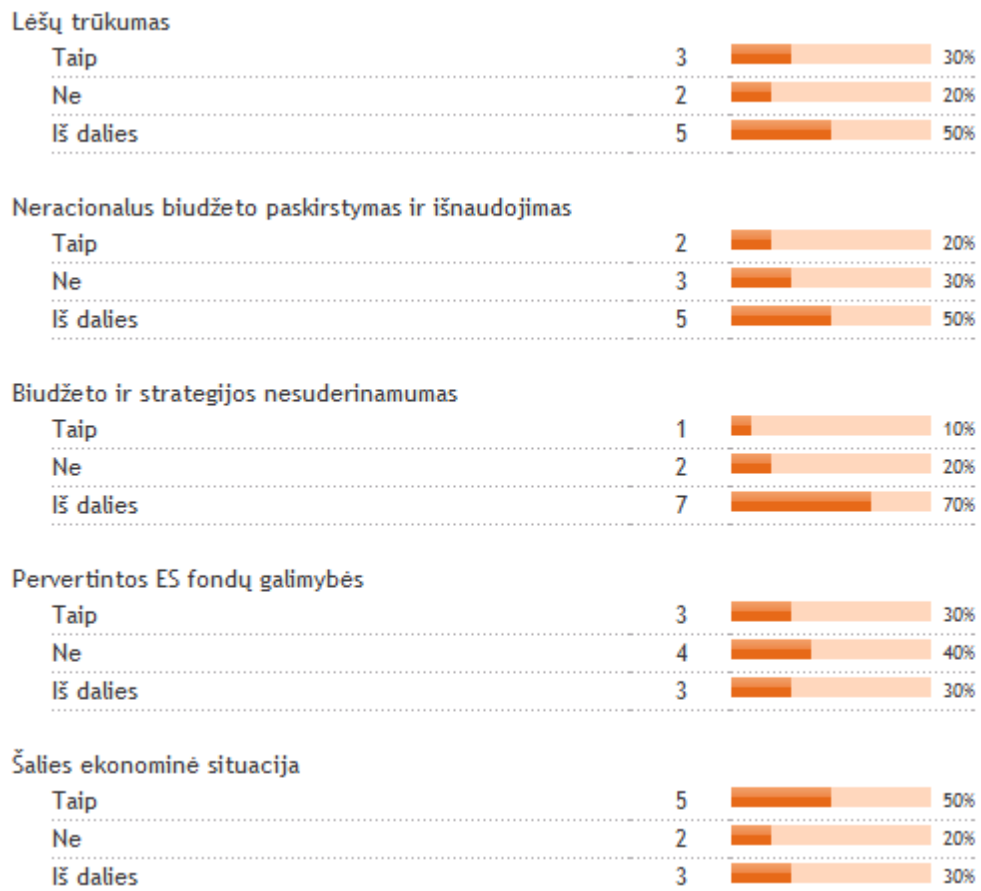 Lėšų trūkumas
Taip 3 30%
Ne 2 20%
Iš dalies 5 50%
Neracionalus biudžeto paskirstymas ir išnaudojimas
Taip 2 20%
Ne 3 30%
Iš dalies 5 50%
Biudžeto ir strategijos nesuderinamumas
Taip 1 10%
Ne 2 20%
Iš dalies 7 70%
Pervertintos ES fondų galimybės
Taip 3 30%
Ne 4 40%
Iš dalies 3 30%
Šalies ekonominė situacija
Taip 5 50%
Ne 2 20%
Iš dalies 3 30%